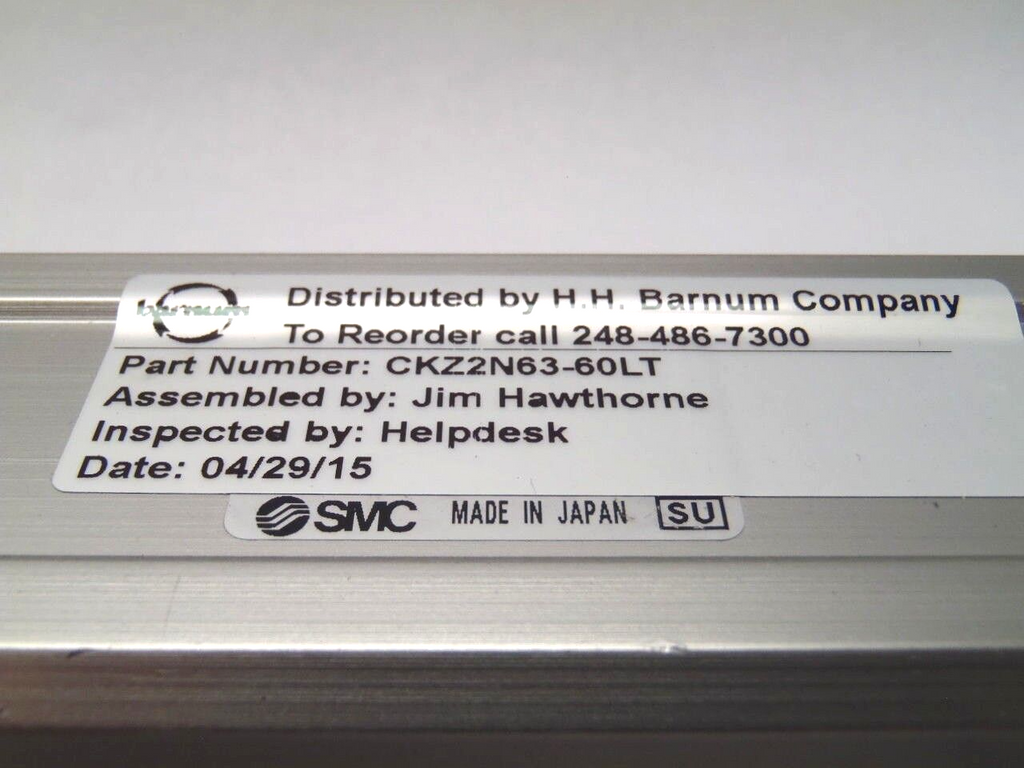 barnum
Distributed by H.H. Barnum Company
To Reorder call 248-486-7300
Part Number: CKZ2N63-60LT
Assembled by: Jim Hawthorne
Inspected by: Helpdesk
Date: 04/29/15
SMC MADE IN JAPAN SU